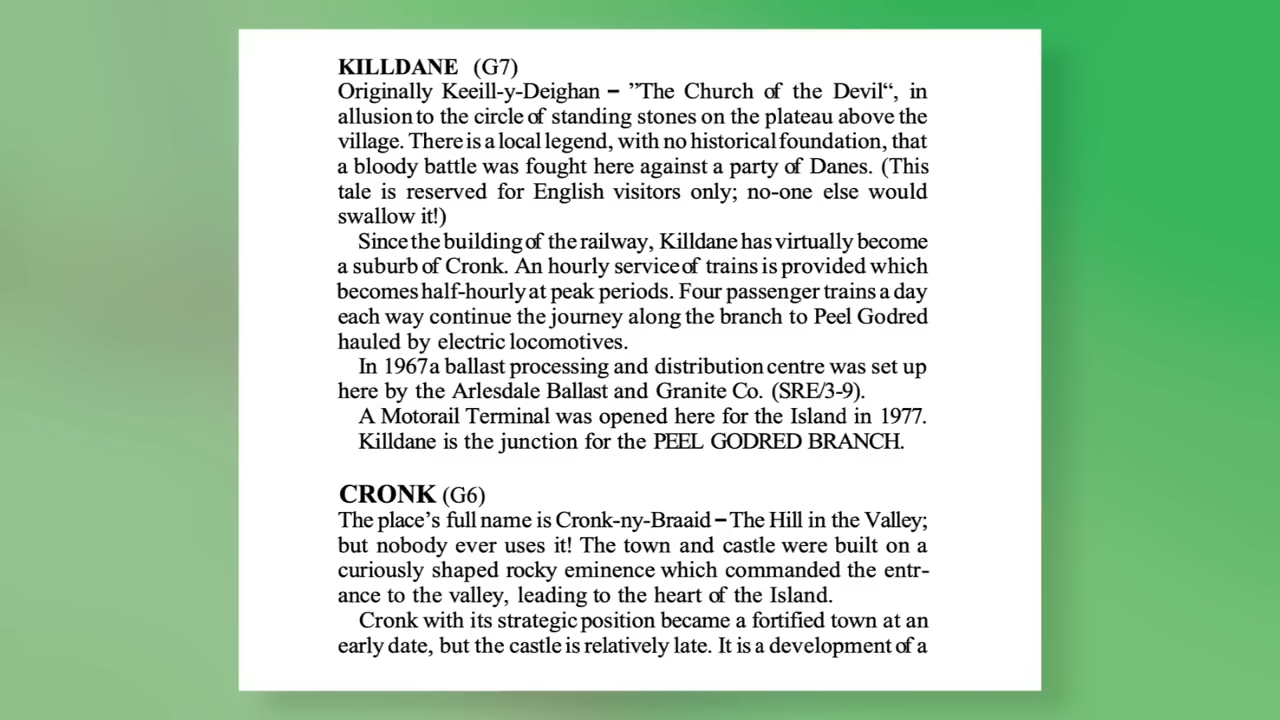 KILLDANE (G7)
Originally Keeill-y-Deighan – ”The Church of the Devil“, in
allusion to the circle of standing stones on the plateau above the
village. There is a local legend, with no historical foundation, that
a bloody battle was fought here against a party of Danes. (This
tale is reserved for English visitors only; no-one else would
swallow it!)
Since the building of the railway, Killdane has virtually become
a suburb of Cronk. An hourly service of trains is provided which
becomes half-hourly at peak periods. Four passenger trains a day
each way continue the journey along the branch to Peel Godred
hauled by electric locomotives.
In 1967 a ballast processing and distribution centre was set up
here by the Arlesdale Ballast and Granite Co. (SRE/3-9).
A Motorail Terminal was opened here for the Island in 1977.
Killdane is the junction for the PEEL GODRED BRANCH.
CRONK (G6)
The place’s full name is Cronk-ny-Braaid – The Hill in the Valley;
but nobody ever uses it! The town and castle were built on a
curiously shaped rocky eminence which commanded the entr-
ance to the valley, leading to the heart of the Island.
Cronk with its strategic position became a fortified town at an
early date, but the castle is relatively late. It is a development of a